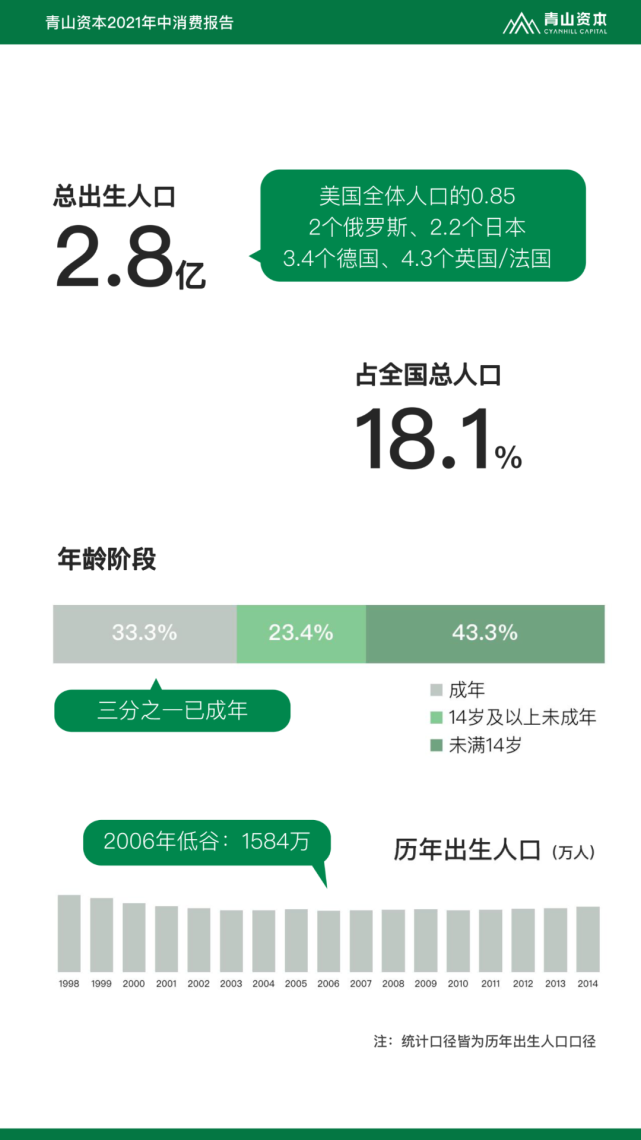 青山资本2021年中消费报告
青山资本
CYANHILL CAPITAL
总出生人口
2.8亿
美国全体人口的0.85
2个俄罗斯、2.2个日本
3.4个德国、4.3个英国/法国
占全国总人口
18.1%
年龄阶段
33.3% 23.4% 43.3%
三分之一已成年
成年
14岁及以上未成年
未满14岁
2006年低谷：1584万
历年出生人口（万人）
1998 1999 2000 2001 2002 2003 2004 2005 2006 2007 2008 2009 2010 2011 2012 2013 2014
注：统计口径皆为历年出生人口口径